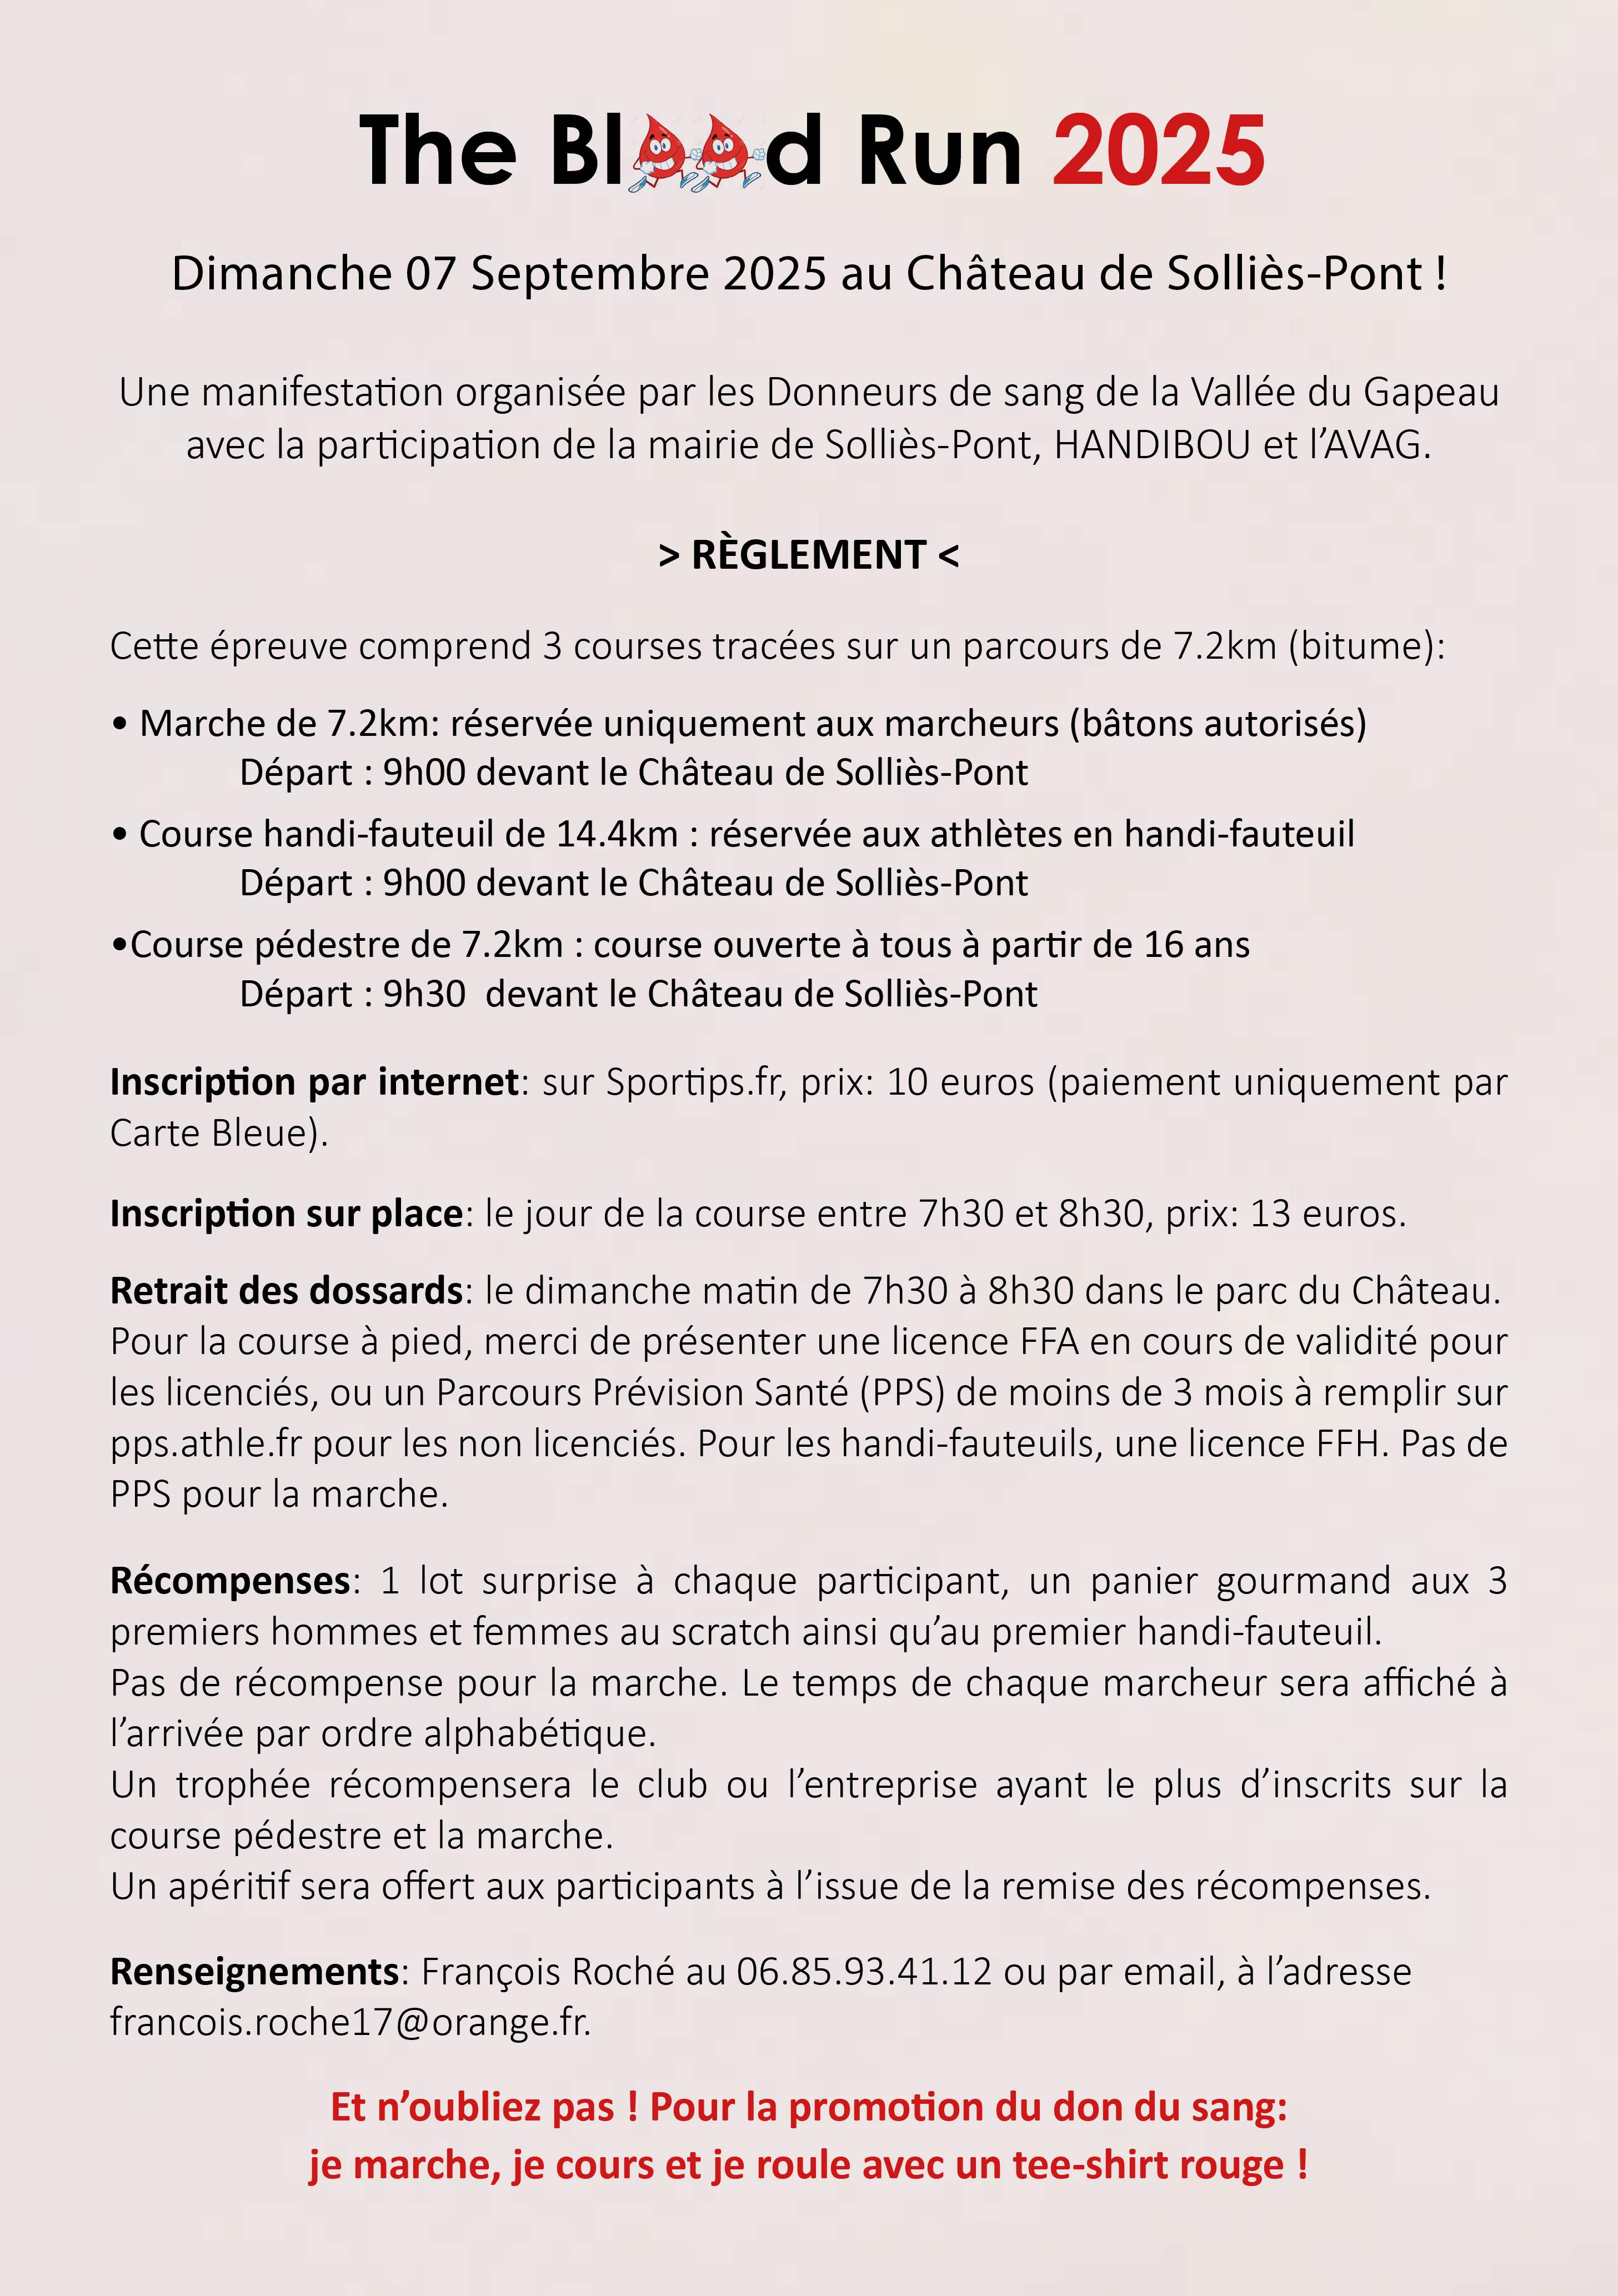 The Blood Run 2025
Dimanche 07 Septembre 2025 au Château de Solliès-Pont !
Une manifestation organisée par les Donneurs de sang de la Vallée du Gapeau
avec la participation de la mairie de Solliès-Pont, HANDIBOU et l’AVAG.
> RÈGLEMENT <
Cette épreuve comprend 3 courses tracées sur un parcours de 7.2km (bitume):
• Marche de 7.2km: réservée uniquement aux marcheurs (bâtons autorisés)
Départ : 9h00 devant le Château de Solliès-Pont
• Course handi-fauteuil de 14.4km : réservée aux athlètes en handi-fauteuil
Départ : 9h00 devant le Château de Solliès-Pont
•Course pédestre de 7.2km : course ouverte à tous à partir de 16 ans
Départ : 9h30 devant le Château de Solliès-Pont
Inscription par internet: sur Sportips.fr, prix: 10 euros (paiement uniquement par
Carte Bleue).
Inscription sur place: le jour de la course entre 7h30 et 8h30, prix: 13 euros.
Retrait des dossards: le dimanche matin de 7h30 à 8h30 dans le parc du Château.
Pour la course à pied, merci de présenter une licence FFA en cours de validité pour
les licenciés, ou un Parcours Prévision Santé (PPS) de moins de 3 mois à remplir sur
pps.athle.fr pour les non licenciés. Pour les handi-fauteuils, une licence FFH. Pas de
PPS pour la marche.
Récompenses: 1 lot surprise à chaque participant, un panier gourmand aux 3
premiers hommes et femmes au scratch ainsi qu’au premier handi-fauteuil.
Pas de récompense pour la marche. Le temps de chaque marcheur sera affiché à
l’arrivée par ordre alphabétique.
Un trophée récompensera le club ou l’entreprise ayant le plus d’inscrits sur la
course pédestre et la marche.
Un apéritif sera offert aux participants à l’issue de la remise des récompenses.
Renseignements: François Roché au 06.85.93.41.12 ou par email, à l’adresse
francois.roche17@orange.fr.
Et n’oubliez pas ! Pour la promotion du don du sang:
je marche, je cours et je roule avec un tee-shirt rouge !